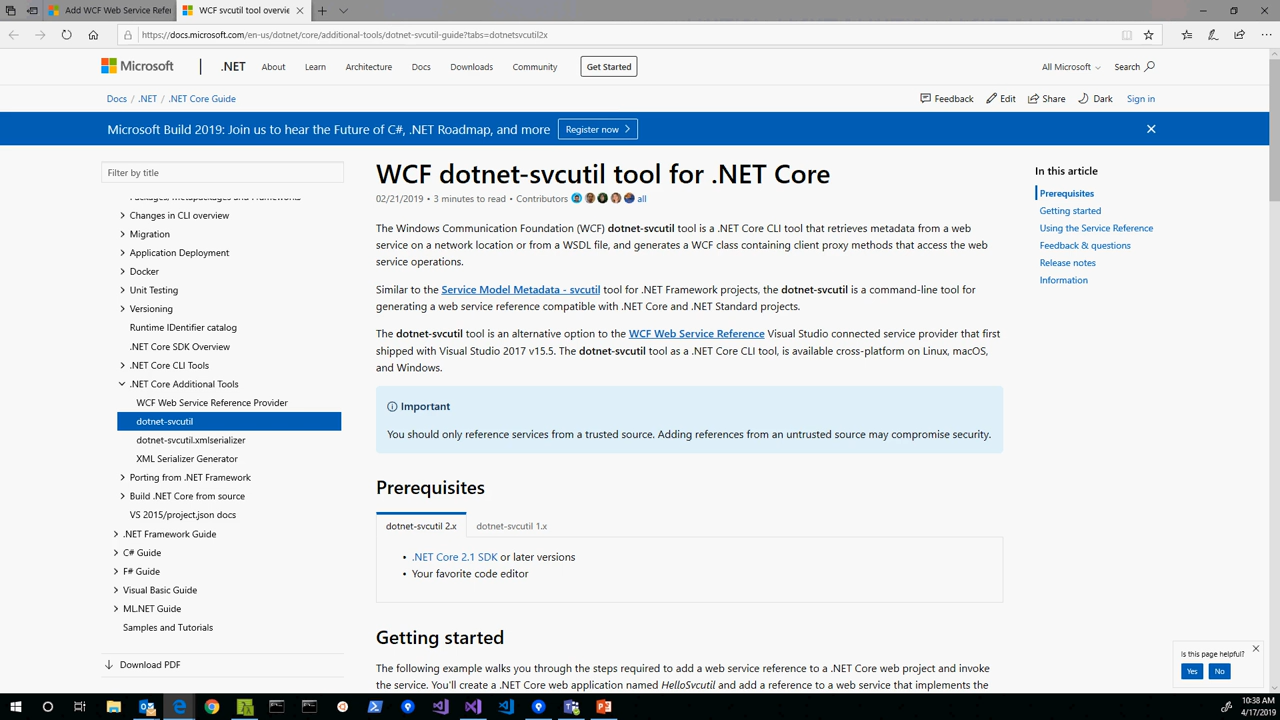 Add WCF Web Service Refer
WCF svcutil tool overvie
https://docs.microsoft.com/en-us/dotnet/core/additional-tools/dotnet-svcutil-guide?tabs=dotnetsvcutil2x
Microsoft
.NET
About
Learn
Architecture
Docs
Downloads
Community
Get Started
All Microsoft
Search
Docs / .NET / .NET Core Guide
Feedback
Edit
Share
Dark
Sign in
Microsoft Build 2019: Join us to hear the Future of C#, .NET Roadmap, and more
Register now
Filter by title
Packages, Metapackages and Frameworks
Changes in CLI overview
Migration
Application Deployment
Docker
Unit Testing
Versioning
Runtime IDentifier catalog
.NET Core SDK Overview
.NET Core CLI Tools
.NET Core Additional Tools
WCF Web Service Reference Provider
dotnet-svcutil
dotnet-svcutil.xmlserializer
XML Serializer Generator
Porting from .NET Framework
Build .NET Core from source
VS 2015/project.json docs
.NET Framework Guide
C# Guide
F# Guide
Visual Basic Guide
ML.NET Guide
Samples and Tutorials
Download PDF
WCF dotnet-svcutil tool for .NET Core
02/21/2019 • 3 minutes to read • Contributors all
The Windows Communication Foundation (WCF) dotnet-svcutil tool is a .NET Core CLI tool that retrieves metadata from a web
service on a network location or from a WSDL file, and generates a WCF class containing client proxy methods that access the web
service operations.
Similar to the Service Model Metadata - svcutil tool for .NET Framework projects, the dotnet-svcutil is a command-line tool for
generating a web service reference compatible with .NET Core and .NET Standard projects.
The dotnet-svcutil tool is an alternative option to the WCF Web Service Reference Visual Studio connected service provider that first
shipped with Visual Studio 2017 v15.5. The dotnet-svcutil tool as a .NET Core CLI tool, is available cross-platform on Linux, macOS,
and Windows.
Important
You should only reference services from a trusted source. Adding references from an untrusted source may compromise security.
Prerequisites
dotnet-svcutil 2.x
dotnet-svcutil 1.x
• .NET Core 2.1 SDK or later versions
• Your favorite code editor
Getting started
The following example walks you through the steps required to add a web service reference to a .NET Core web project and invoke
the service. You'll create a .NET Core web application named HelloSvcutil and add a reference to a web service that implements the
In this article
Prerequisites
Getting started
Using the Service Reference
Feedback & questions
Release notes
Information
Is this page helpful?
Yes
No
10:38 AM
4/17/2019